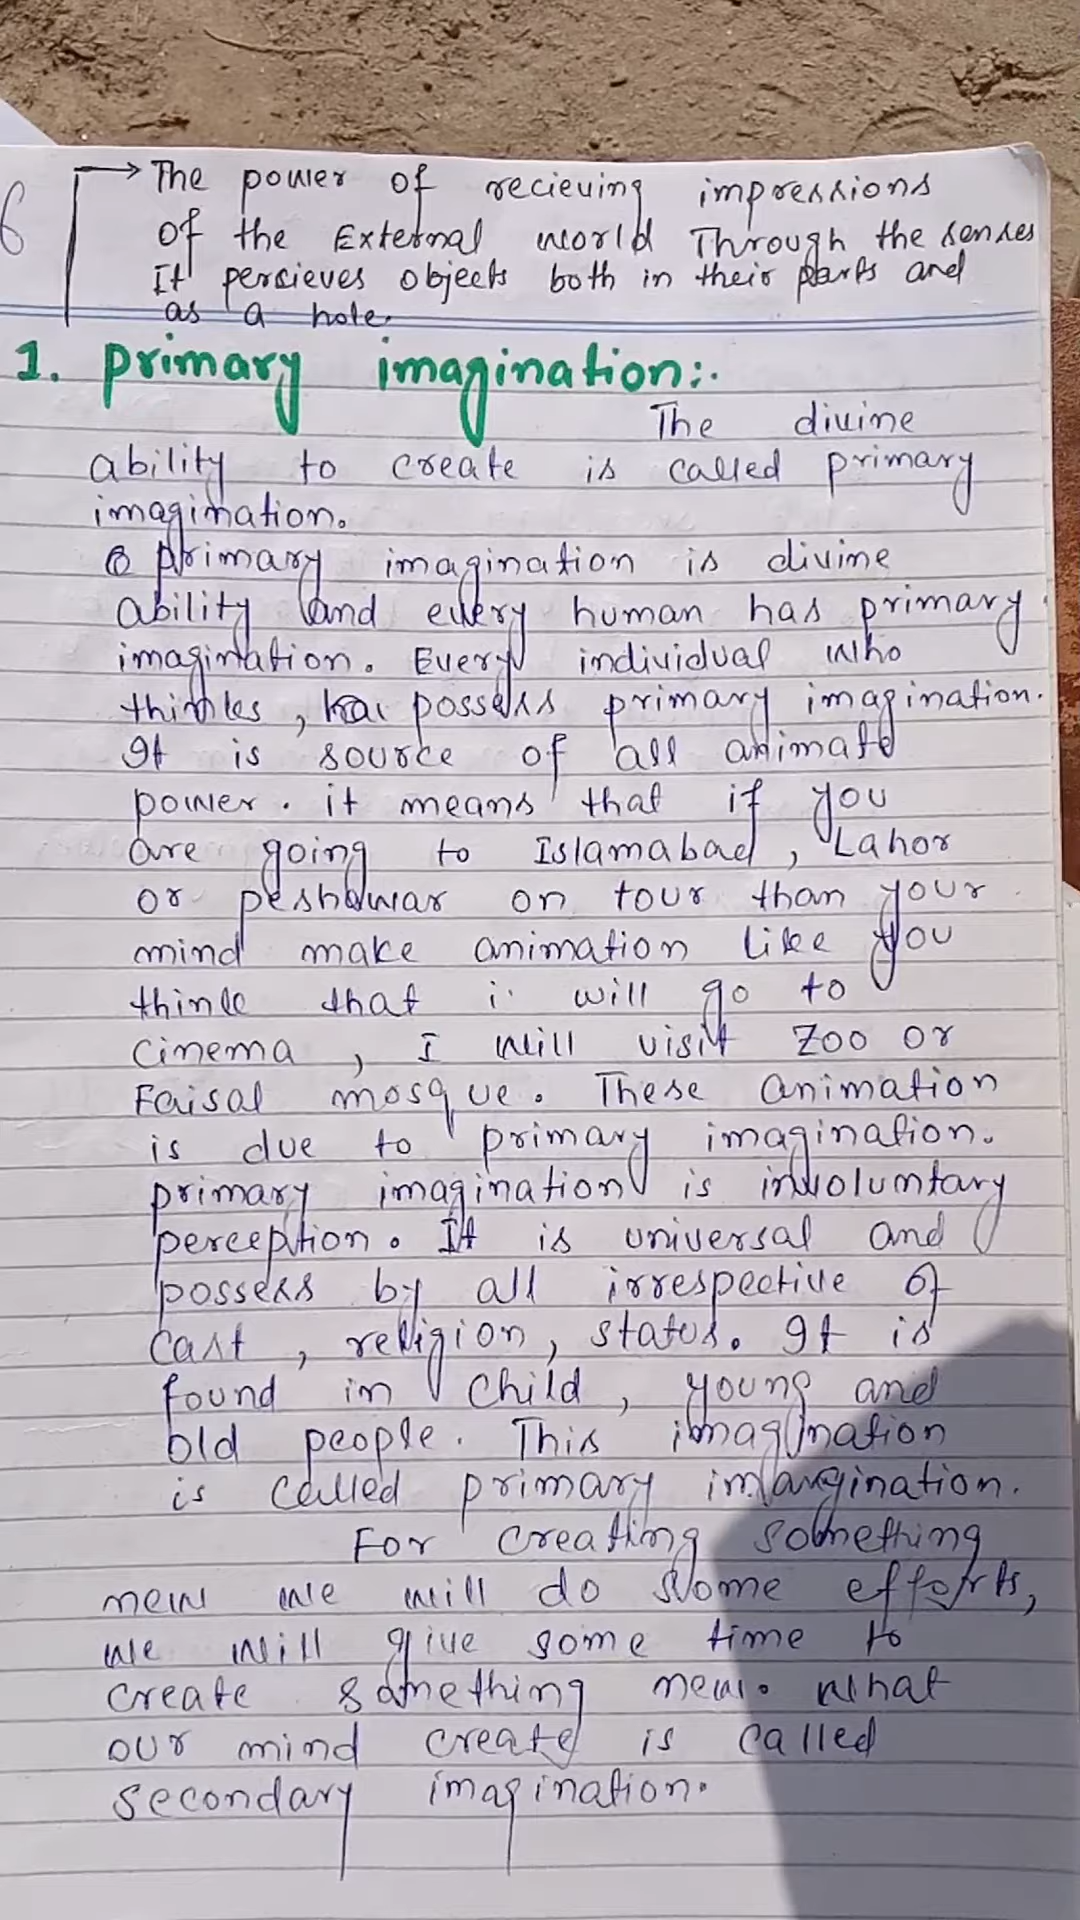 6
→ The power of recieving impressions
of the External world Through the senses
It persieves objects both in their parts and
as a hole.
1. primary imagination:.
The divine
ability to create is called primary
imagination.
primary imagination is divine
ability and every human has primary
imagination. Every individual who
thinks, possess primary imagination.
It is source of all animate
power. it means that if you
are going to Islamabad, Lahor
or peshawar on tour than your
mind make animation like you
think that i will go to
cinema, I will visit Zoo or
Faisal mosque. These animation
is due to primary imagination.
primary imagination is involuntary
perception. It is universal and
possess by all irrespective of
cast, religion, status. It is
found in child, young and
old people. This imagination
is called primary imargination.
For creating something
new we will do some efforts,
we will give some time to
create something new. what
our mind create is called
secondary imagination.